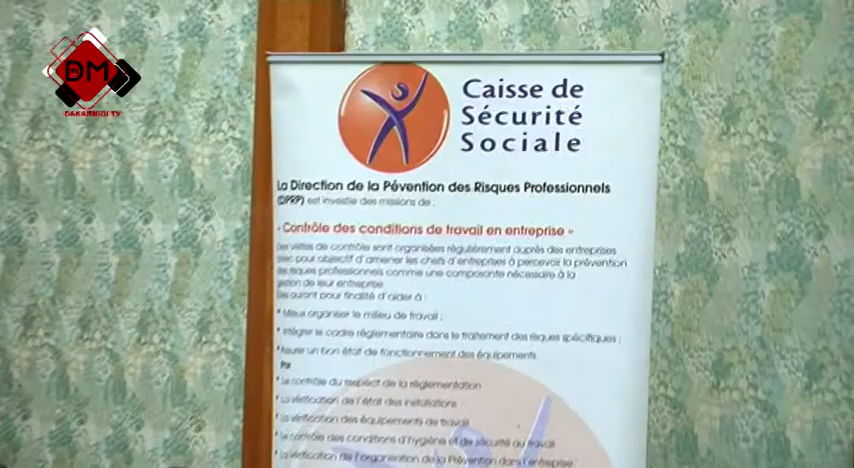 DM
DAKARMIDI TV
Caisse de
Sécurité
Sociale
La Direction de la Pévention des Risques Professionnels
(DPRP) est investie des missions de :
« Contrôle des conditions de travail en entreprise »
Des visites de contrôle sont organisées régulièrement auprès des entreprises
avec pour objectif d'amener les chefs d'entreprises à percevoir la prévention
des risques professionnels comme une composante nécessaire à la
gestion de leur entreprise.
Elles auront pour finalité d'aider à :
* Mieux organiser le milieu de travail ;
* Intégrer le cadre réglementaire dans le traitement des risques spécifiques ;
* Assurer un bon état de fonctionnement des équipements.
Par
* Le contrôle du respect de la réglementation
* La vérification de l'état des installations
* La vérification des équipements de travail
* Le contrôle des conditions d'hygiène et de sécurité au travail
* La vérification de l'organisation de la Prévention dans l'entreprise